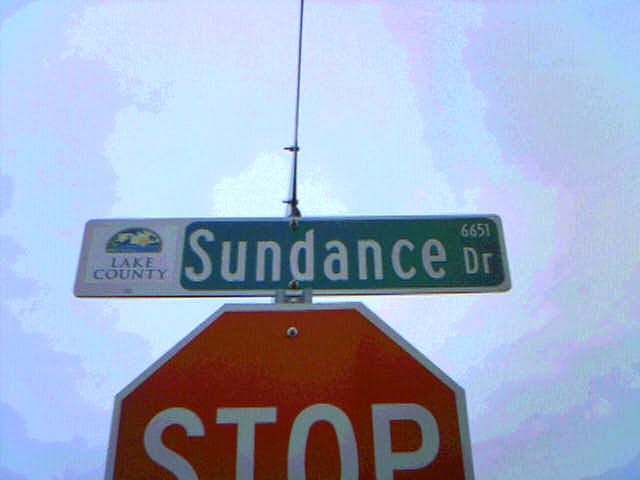 LAKE
COUNTY
Sundance Dr
6651
STOP